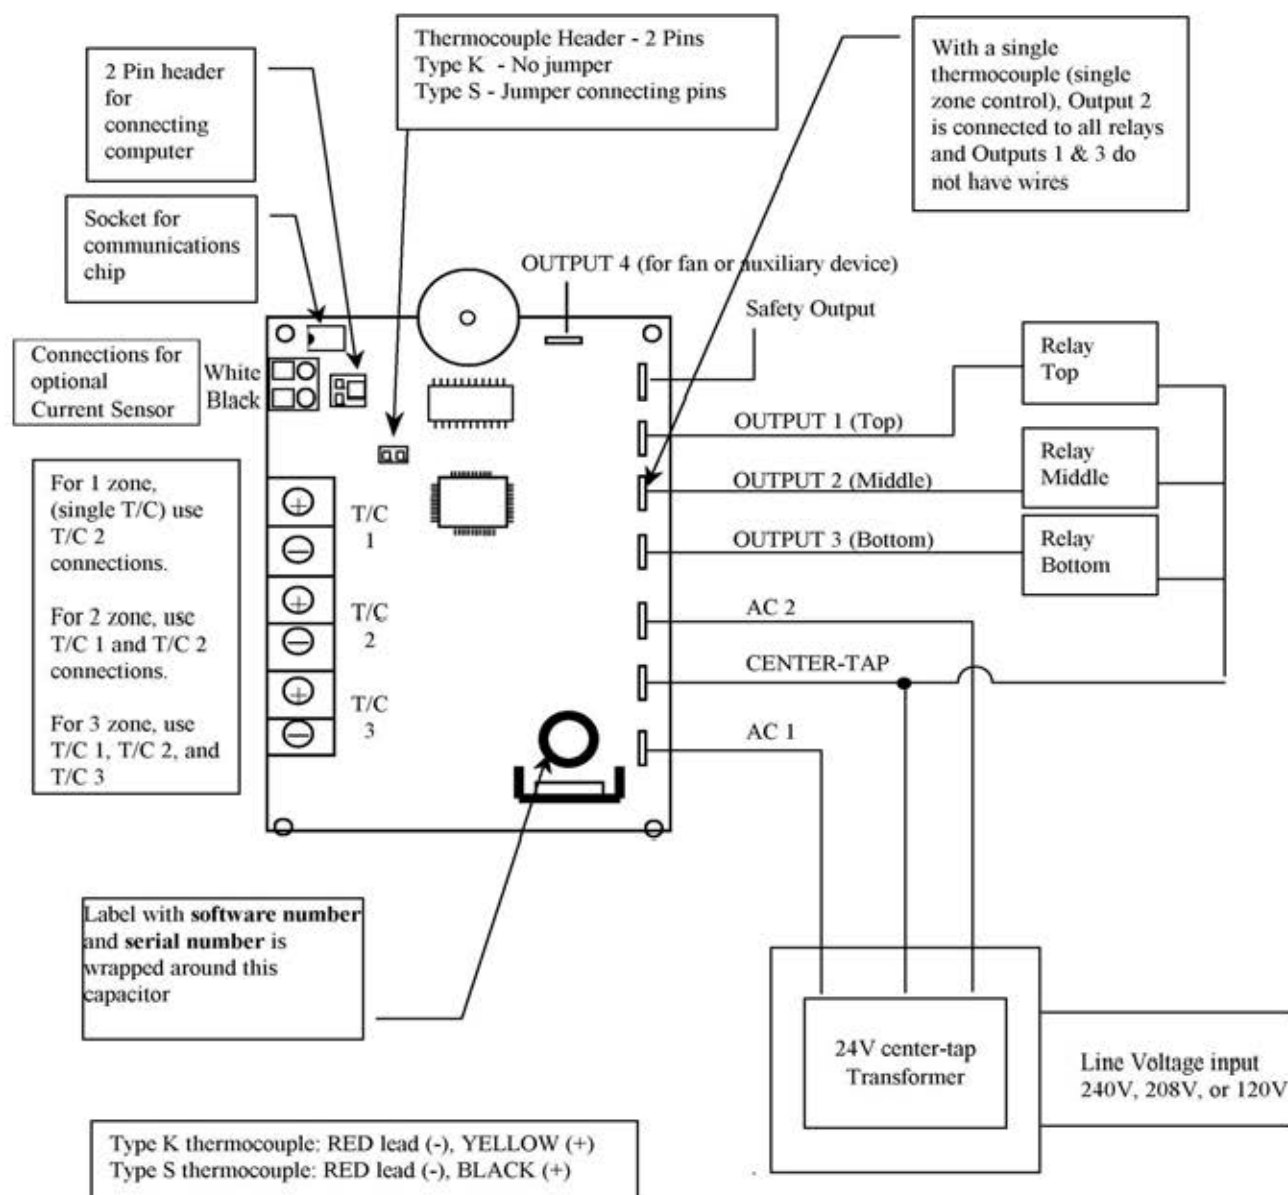 2 Pin header
for
connecting
computer
Thermocouple Header - 2 Pins
Type K - No jumper
Type S - Jumper connecting pins
With a single
thermocouple (single
zone control), Output 2
is connected to all relays
and Outputs 1 & 3 do
not have wires
Socket for
communications
chip
OUTPUT 4 (for fan or auxiliary device)
Safety Output
Connections for
optional
Current Sensor
White
Black
Relay
Top
OUTPUT 1 (Top)
Relay
Middle
OUTPUT 2 (Middle)
Relay
Bottom
OUTPUT 3 (Bottom)
For 1 zone,
(single T/C) use
T/C 2
connections.
For 2 zone, use
T/C 1 and T/C 2
connections.
For 3 zone, use
T/C 1, T/C 2, and
T/C 3
+
−
T/C
1
+
−
T/C
2
+
−
T/C
3
AC 2
CENTER-TAP
AC 1
Label with software number
and serial number is
wrapped around this
capacitor
24V center-tap
Transformer
Line Voltage input
240V, 208V, or 120V
Type K thermocouple: RED lead (-), YELLOW (+)
Type S thermocouple: RED lead (-), BLACK (+)